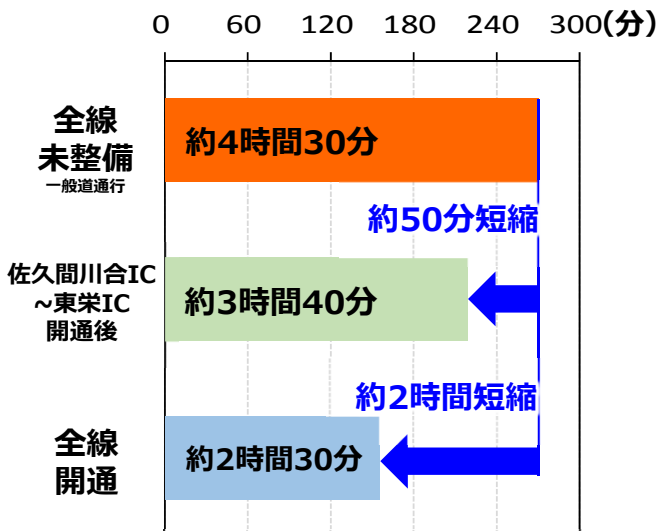 0 60 120 180 240 300(分)
全線
未整備
一般道通行
約4時間30分
約50分短縮
佐久間川合IC
~東栄IC
開通後
約3時間40分
約2時間短縮
全線
開通
約2時間30分